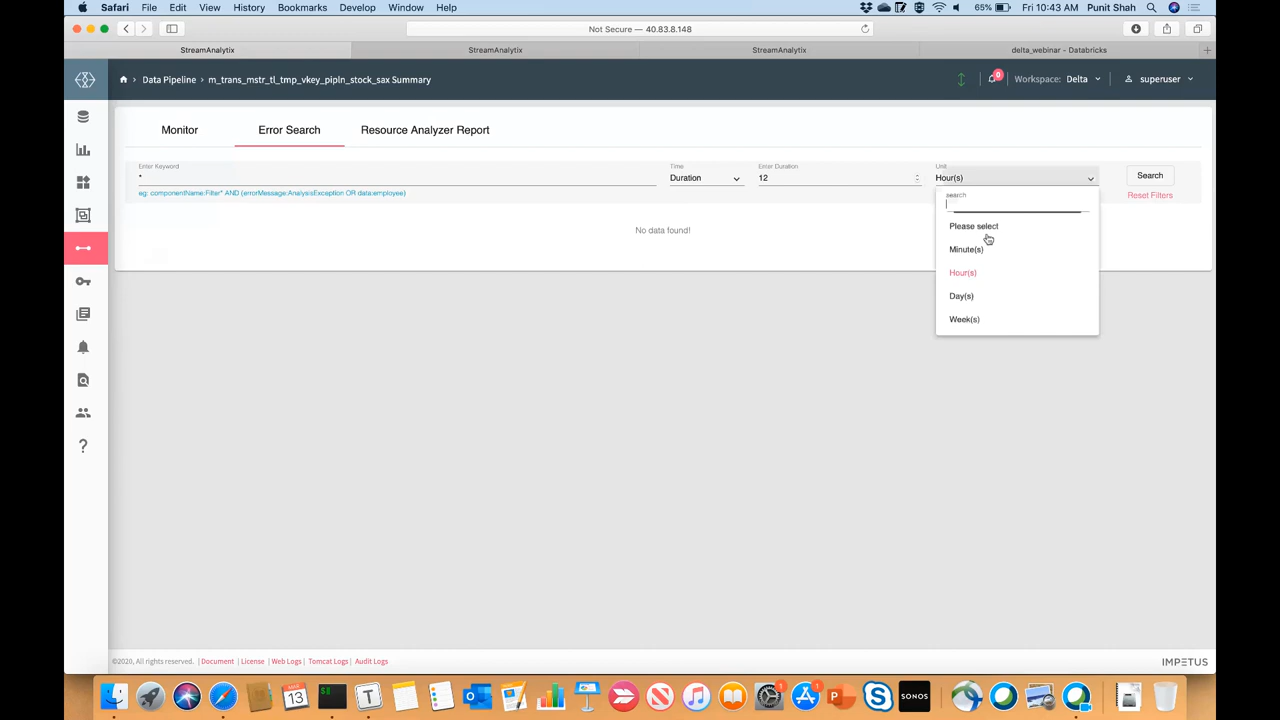 Safari File Edit View History Bookmarks Develop Window Help 65% Fri 10:43 AM Punit Shah
Not Secure — 40.83.8.148
StreamAnalytix StreamAnalytix StreamAnalytix delta_webinar - Databricks +
Data Pipeline > m_trans_mstr_tl_tmp_vkey_pipln_stock_sax Summary 0 Workspace: Delta superuser
Monitor Error Search Resource Analyzer Report
Enter Keyword Time Enter Duration Unit
* Duration 12 Hour(s) Search
eg: componentName:Filter* AND (errorMessage:AnalysisException OR data:employee) search Reset Filters
Please select
No data found!
Minute(s)
Hour(s)
Day(s)
Week(s)
?
©2020, All rights reserved. Document | License | Web Logs | Tomcat Logs | Audit Logs IMPETUS
MAR 13 T 1 1 P S SONOS